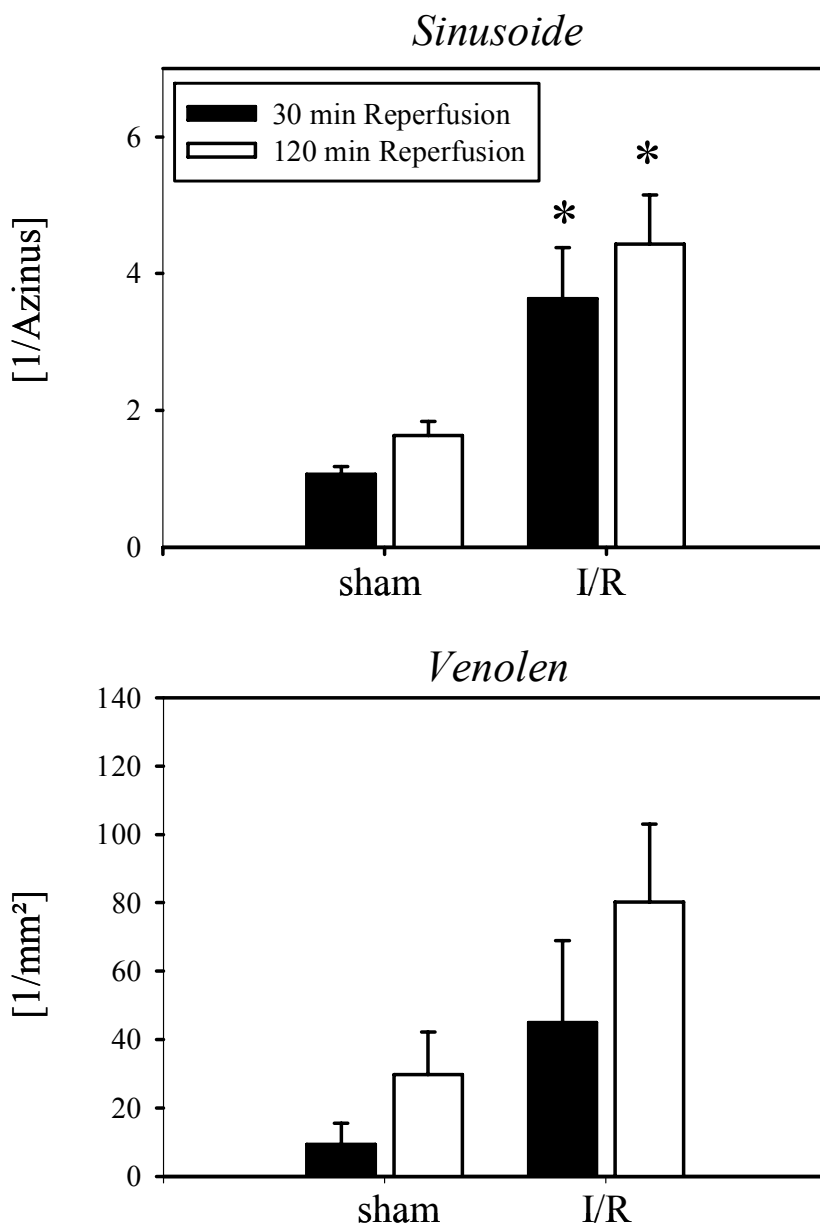 Sinusoide
30 min Reperfusion
120 min Reperfusion
[1/Azinus]
6
4
2
0
* *
sham I/R
Venolen
[1/mm²]
140
120
100
80
60
40
20
0
sham I/R